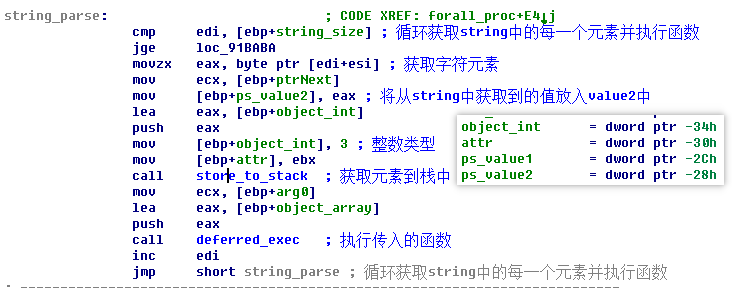 string_parse: ; CODE XREF: forall_proc+E4↓j
cmp edi, [ebp+string_size] ; 循环获取string中的每一个元素并执行函数
jge loc_91BABA
movzx eax, byte ptr [edi+esi] ; 获取字符元素
mov ecx, [ebp+ptrNext]
mov [ebp+ps_value2], eax ; 将从string中获取到的值放入value2中
lea eax, [ebp+object_int]
push eax
mov [ebp+object_int], 3 ; 整数类型
mov [ebp+attr], ebx
call store_to_stack ; 获取元素到栈中
mov ecx, [ebp+arg0]
lea eax, [ebp+object_array]
push eax
call deferred_exec ; 执行传入的函数
inc edi
jmp short string_parse ; 循环获取string中的每一个元素并执行函数
object_int = dword ptr -34h
attr = dword ptr -30h
ps_value1 = dword ptr -2Ch
ps_value2 = dword ptr -28h